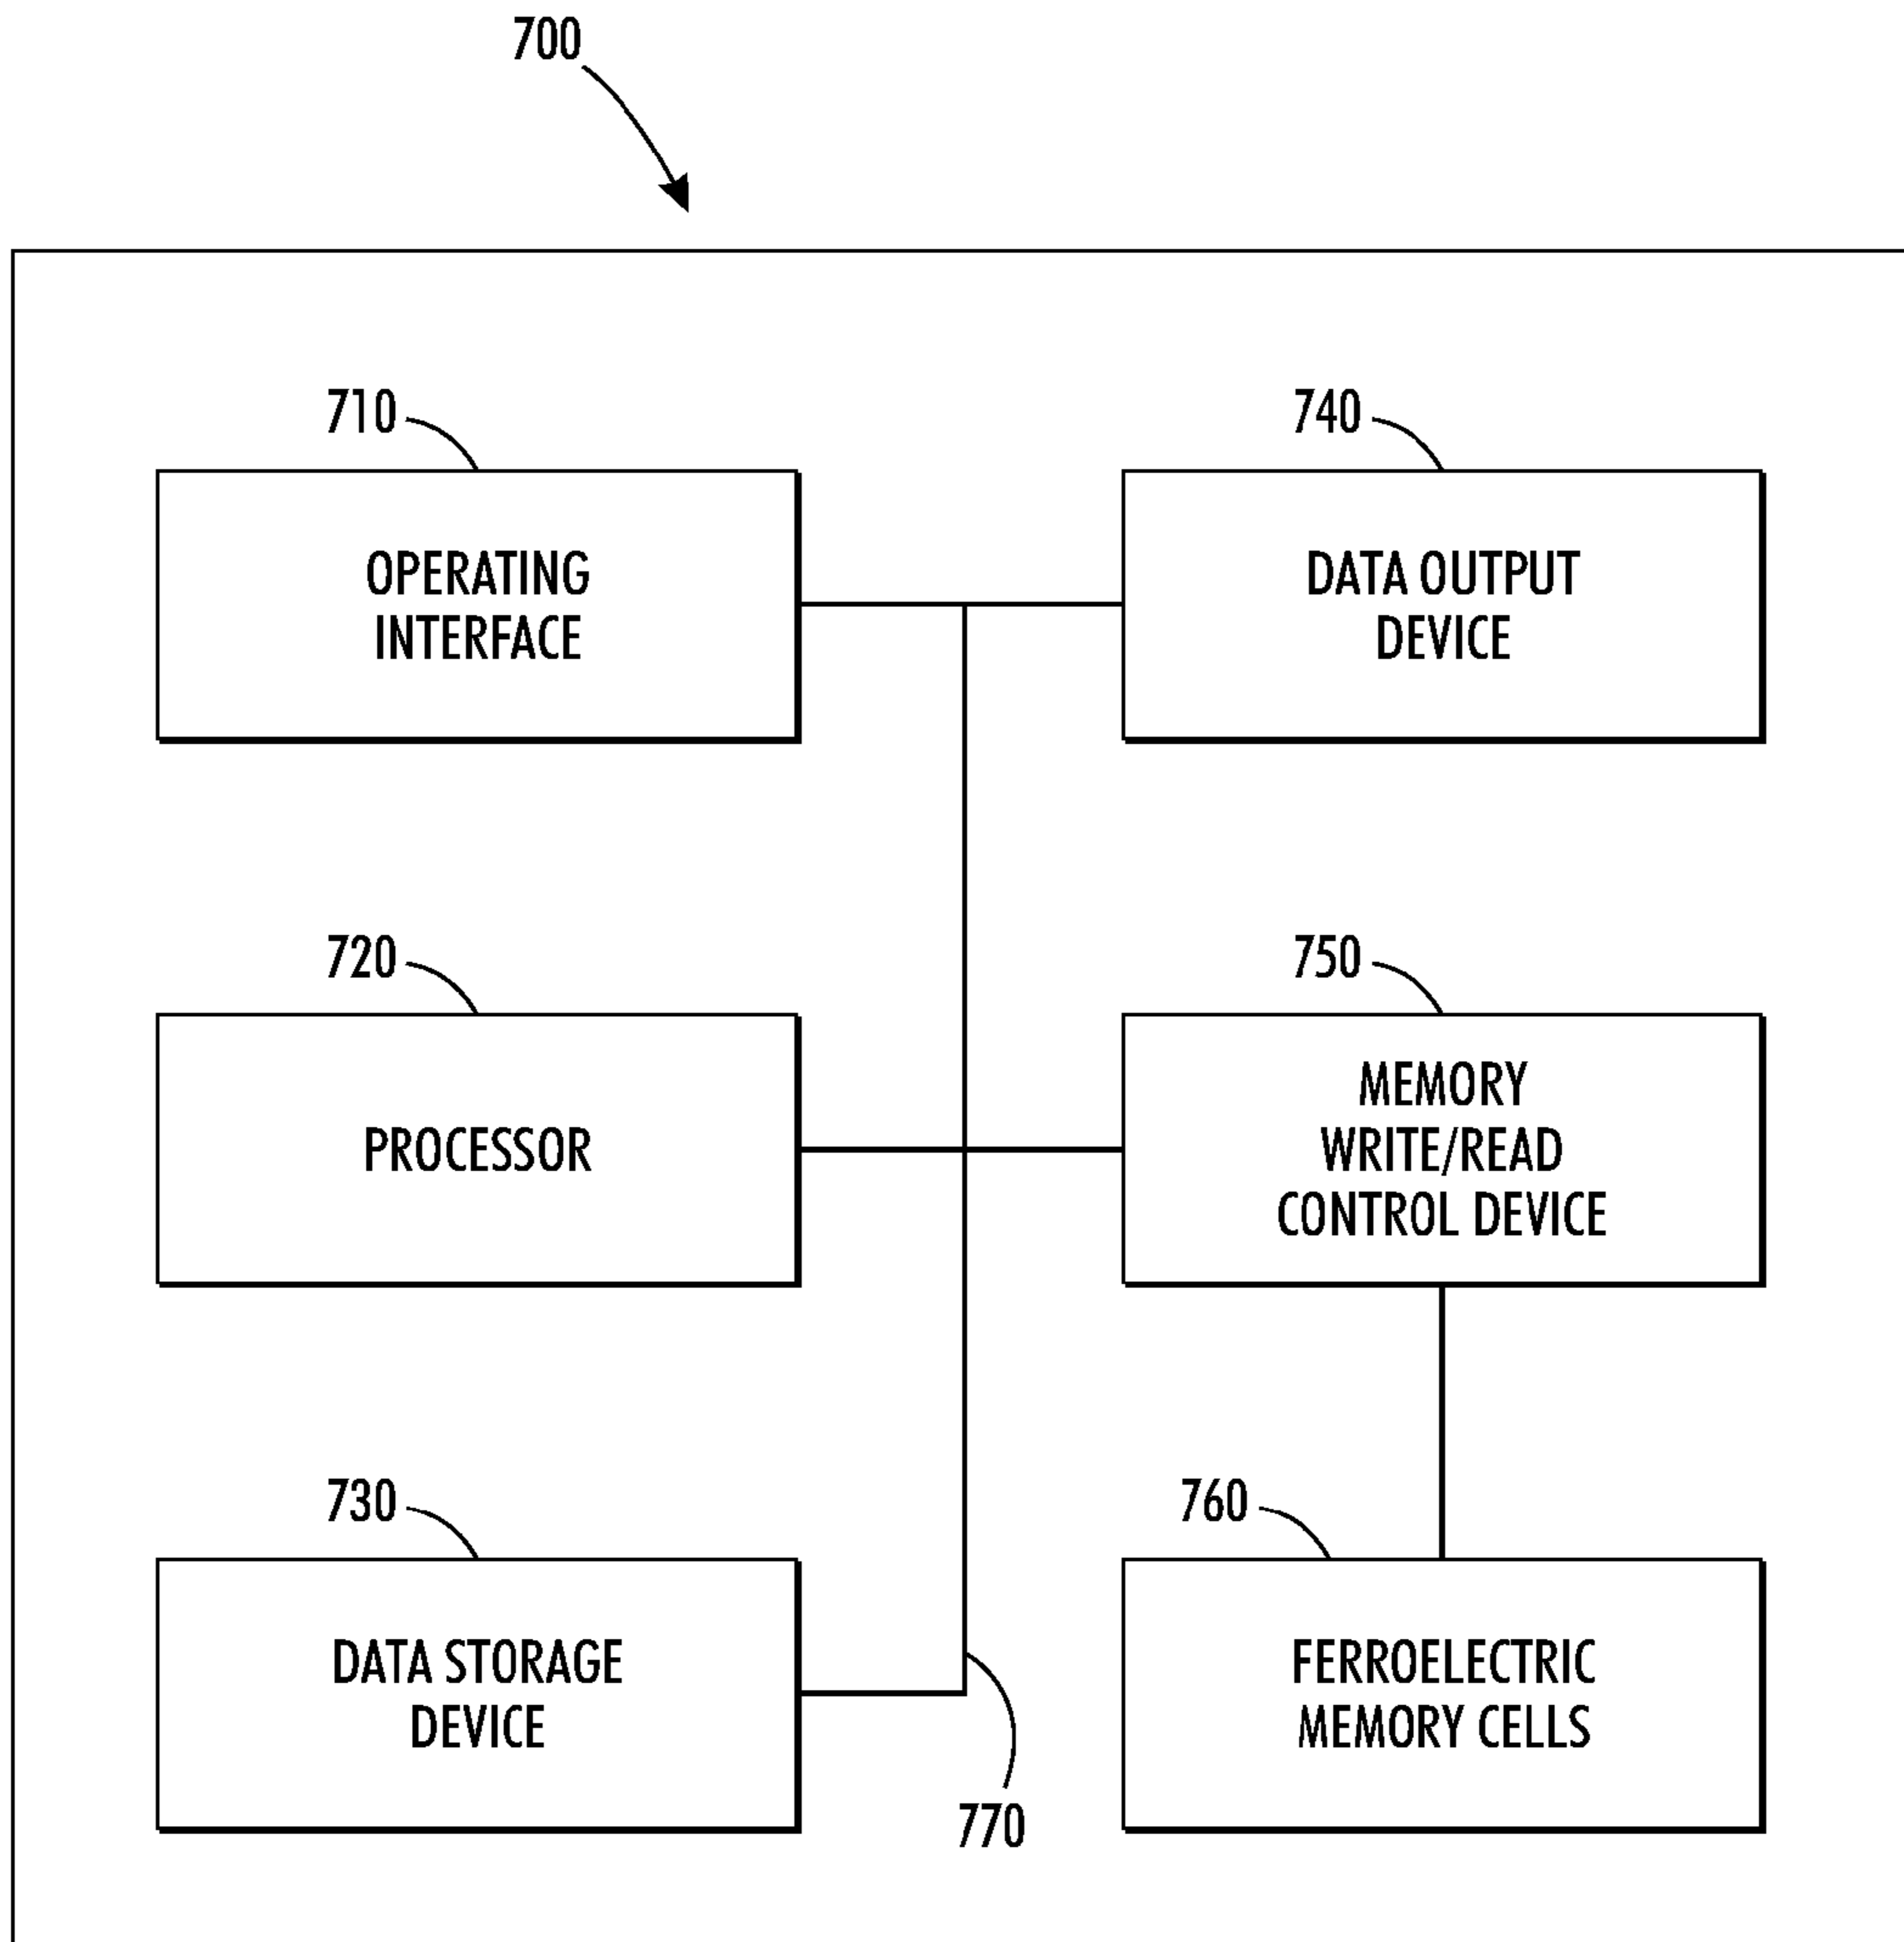 700
710
OPERATING
INTERFACE
740
DATA OUTPUT
DEVICE
720
PROCESSOR
750
MEMORY
WRITE/READ
CONTROL DEVICE
730
DATA STORAGE
DEVICE
760
FERROELECTRIC
MEMORY CELLS
770